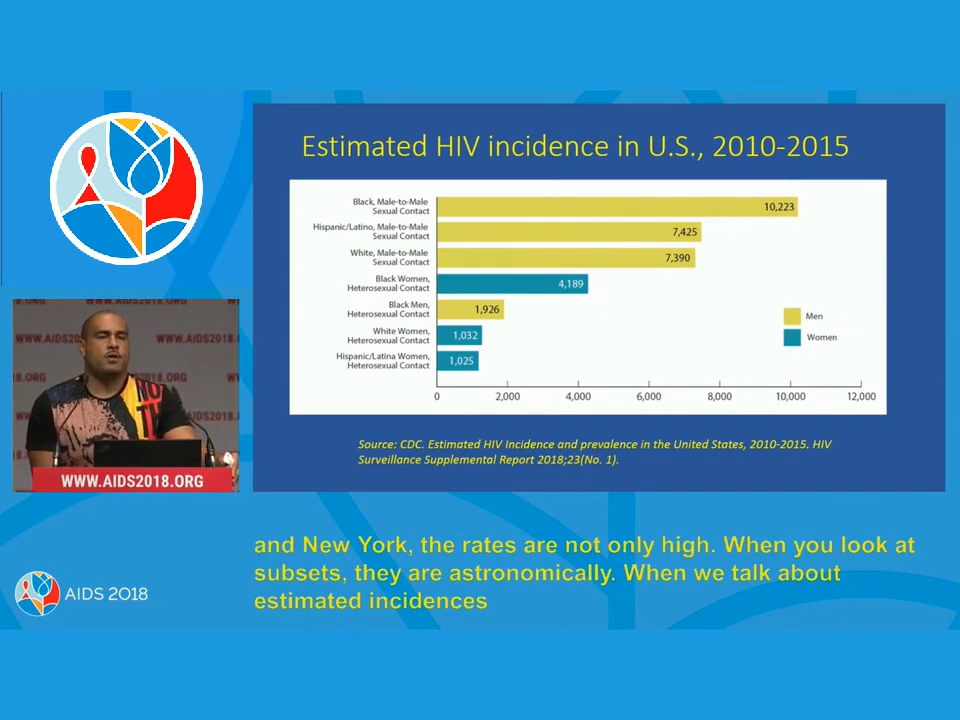 Estimated HIV incidence in U.S., 2010-2015
Black, Male-to-Male
Sexual Contact
10,223
Hispanic/Latino, Male-to-Male
Sexual Contact
7,425
White, Male-to-Male
Sexual Contact
7,390
Black Women,
Heterosexual Contact
4,189
Black Men,
Heterosexual Contact
1,926
White Women,
Heterosexual Contact
1,032
Hispanic/Latina Women,
Heterosexual Contact
1,025
Men
Women
0 2,000 4,000 6,000 8,000 10,000 12,000
Source: CDC. Estimated HIV Incidence and prevalence in the United States, 2010-2015. HIV
Surveillance Supplemental Report 2018;23(No. 1).
WWW.AIDS2018.ORG
WWW.AIDS2018.ORG
and New York, the rates are not only high. When you look at
subsets, they are astronomically. When we talk about
estimated incidences
AIDS 2018